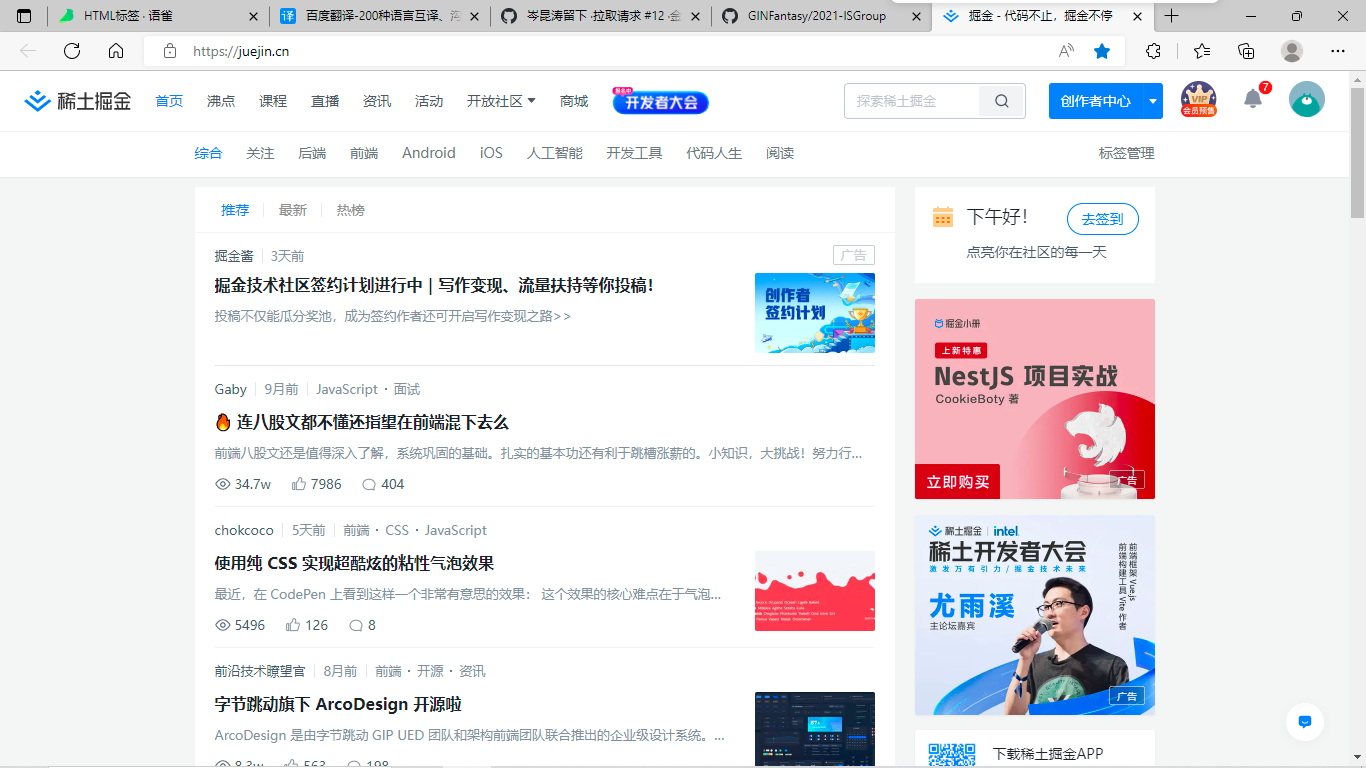 HTML标签 · 语雀
百度翻译-200种语言互译、沟
岑昆涛留下 ·拉取请求 #12 ·金
GINFantasy/2021-ISGroup
掘金 - 代码不止，掘金不停
https://juejin.cn
稀土掘金
首页 沸点 课程 直播 资讯 活动 开放社区 商城
报名中
开发者大会
探索稀土掘金
创作者中心
VIP
会员预售
7
综合 关注 后端 前端 Android iOS 人工智能 开发工具 代码人生 阅读 标签管理
推荐 最新 热榜
掘金酱 3天前
广告
掘金技术社区签约计划进行中 | 写作变现、流量扶持等你投稿！
投稿不仅能瓜分奖池，成为签约作者还可开启写作变现之路>>
创作者
签约计划
Gaby 9月前 JavaScript · 面试
🔥 连八股文都不懂还指望在前端混下去么
前端八股文还是值得深入了解，系统巩固的基础。扎实的基本功还有利于跳槽涨薪的。小知识，大挑战！努力行...
34.7w 7986 404
chokcoco 5天前 前端 · CSS · JavaScript
使用纯 CSS 实现超酷炫的粘性气泡效果
最近，在 CodePen 上看到这样一个非常有意思的效果： 这个效果的核心难点在于气泡...
5496 126 8
前沿技术瞭望官 8月前 前端 · 开源 · 资讯
字节跳动旗下 ArcoDesign 开源啦
ArcoDesign 是由字节跳动 GIP UED 团队和架构前端团队联合推出的企业级设计系统。...
8.3w 563 198
下午好！
去签到
点亮你在社区的每一天
掘金小册
上新特惠
NestJS 项目实战
CookieBoty 著
立即购买
广告
稀土掘金 intel.
稀土开发者大会
激发万有引力/掘金技术未来
尤雨溪
主论坛嘉宾
前端框架 Vue.js
前端构建工具 Vite 作者
广告
下载稀土掘金APP